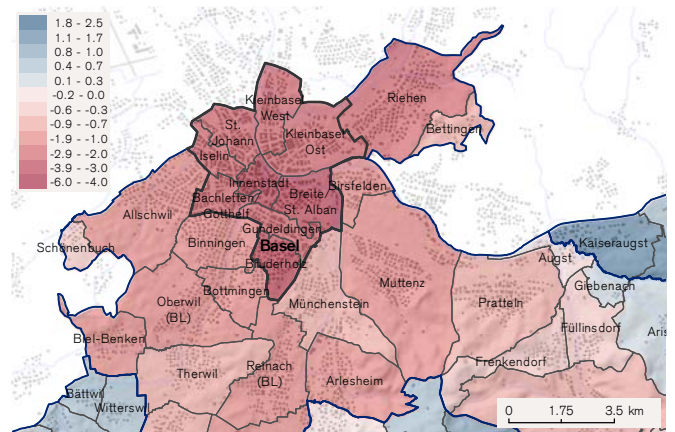 1.8 - 2.5
1.1 - 1.7
0.8 - 1.0
0.4 - 0.7
0.1 - 0.3
-0.2 - 0.0
-0.6 - -0.3
-0.9 - -0.7
-1.9 - -1.0
-2.9 - -2.0
-3.9 - -3.0
-6.0 - -4.0
Kleinbasel
West
Riehen
St.
Johann
Kleinbasel
Ost
Bettingen
Iselin
Innenstadt
Birsfelden
Bachletten
Breite/
St. Alban
Gotthelf
Allschwil
Gundeldingen
Schönenbuch
Binningen
Basel
Kaiseraugst
Bruderholz
Augst
Bottmingen
Muttenz
Giebenach
Oberwil
(BL)
Münchenstein
Pratteln
Füllinsdorf
Aris
Biel-Benken
Frenkendorf
Therwil
Reinach
(BL)
Arlesheim
Bättwil
Witterswil
0 1.75 3.5 km